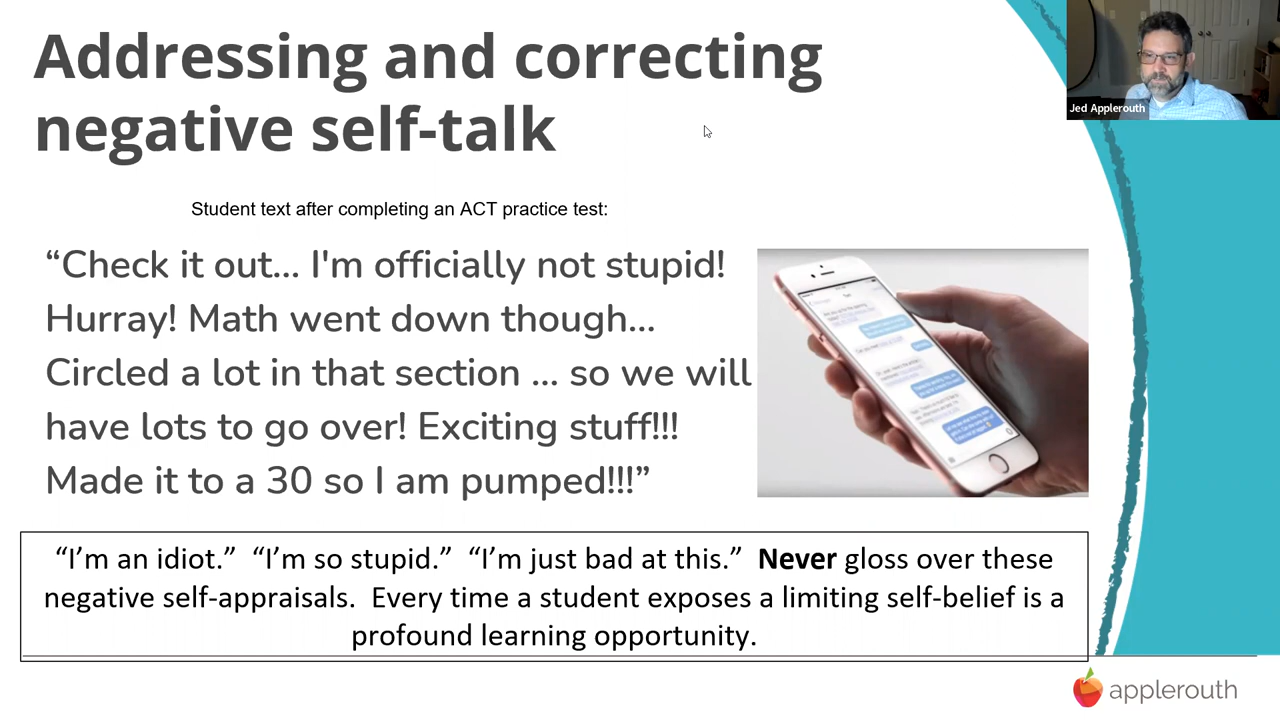 Addressing and correcting
negative self-talk
Jed Applerouth
Student text after completing an ACT practice test:
“Check it out... I'm officially not stupid!
Hurray! Math went down though...
Circled a lot in that section ... so we will
have lots to go over! Exciting stuff!!!
Made it to a 30 so I am pumped!!!”
“I’m an idiot.” “I’m so stupid.” “I’m just bad at this.” Never gloss over these
negative self-appraisals. Every time a student exposes a limiting self-belief is a
profound learning opportunity.
applerouth